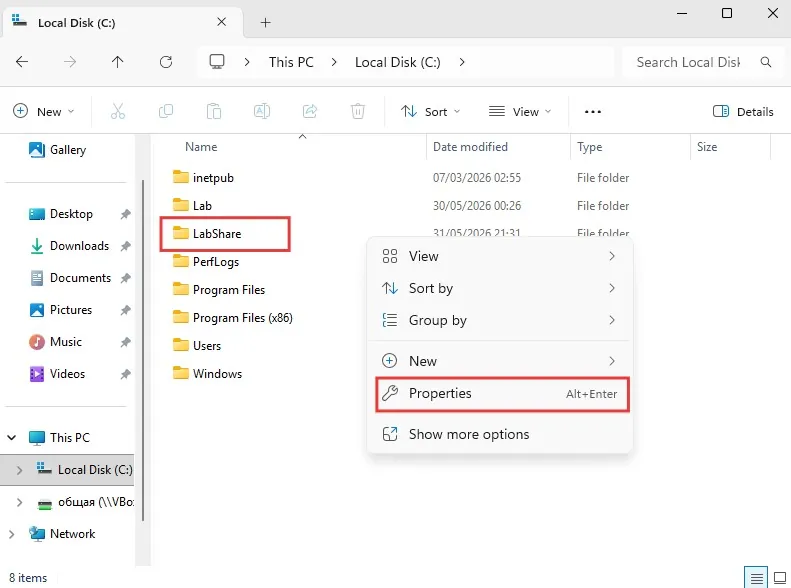 Local Disk (C:)
This PC
Local Disk (C:)
Search Local Disk
New
Sort
View
Details
Gallery
Desktop
Downloads
Documents
Pictures
Music
Videos
This PC
Local Disk (C:)
общая (\\VBo
Network
Name Date modified Type Size
inetpub 07/03/2026 02:55 File folder
Lab 30/05/2026 00:26 File folder
LabShare 31/05/2026 21:31 File folder
PerfLogs
Program Files
Program Files (x86)
Users
Windows
View
Sort by
Group by
New
Properties Alt+Enter
Show more options
8 items